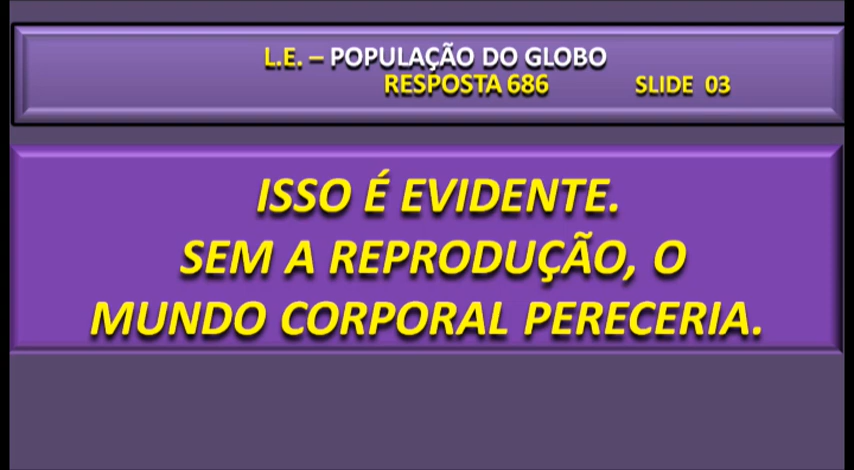 L.E. – POPULAÇÃO DO GLOBO
RESPOSTA 686 SLIDE 03
ISSO É EVIDENTE.
SEM A REPRODUÇÃO, O
MUNDO CORPORAL PERECERIA.